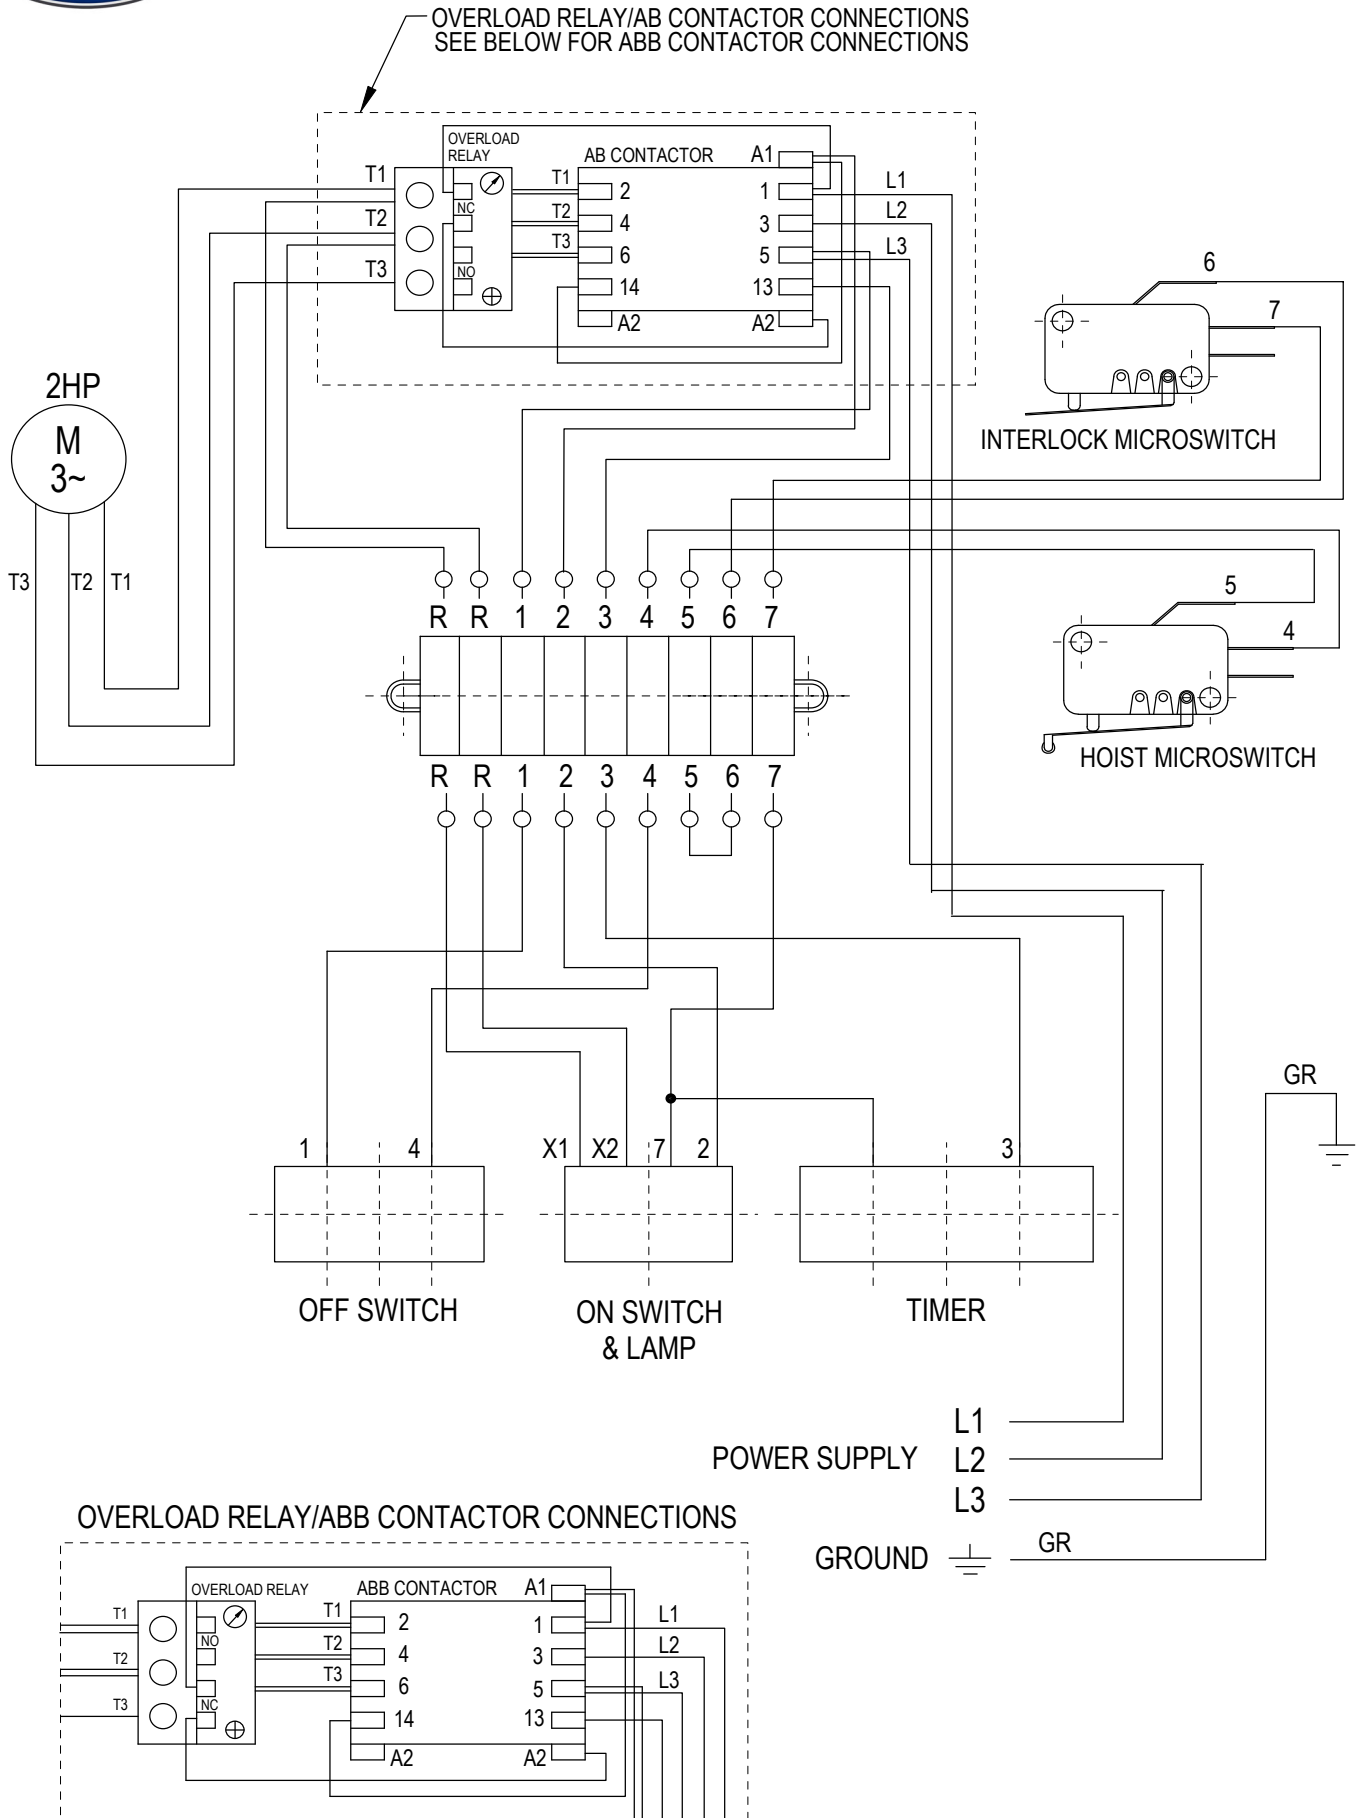 OVERLOAD RELAY/AB CONTACTOR CONNECTIONS
SEE BELOW FOR ABB CONTACTOR CONNECTIONS
OVERLOAD
RELAY
AB CONTACTOR
A1
T1
T1
2
1
L1
NC
T2
T2
4
3
L2
T3
T3
6
5
L3
NO
14
13
A2
A2
6
7
INTERLOCK MICROSWITCH
2HP
M
3~
T3
T2
T1
R
R
1
2
3
4
5
6
7
5
4
HOIST MICROSWITCH
R
R
1
2
3
4
5
6
7
GR
1
4
X1
X2
7
2
3
OFF SWITCH
ON SWITCH
& LAMP
TIMER
POWER SUPPLY
L1
L2
L3
GROUND
GR
OVERLOAD RELAY/ABB CONTACTOR CONNECTIONS
OVERLOAD RELAY
ABB CONTACTOR
A1
T1
T1
2
1
L1
NO
T2
T2
4
3
L2
T3
T3
6
5
L3
NC
14
13
A2
A2